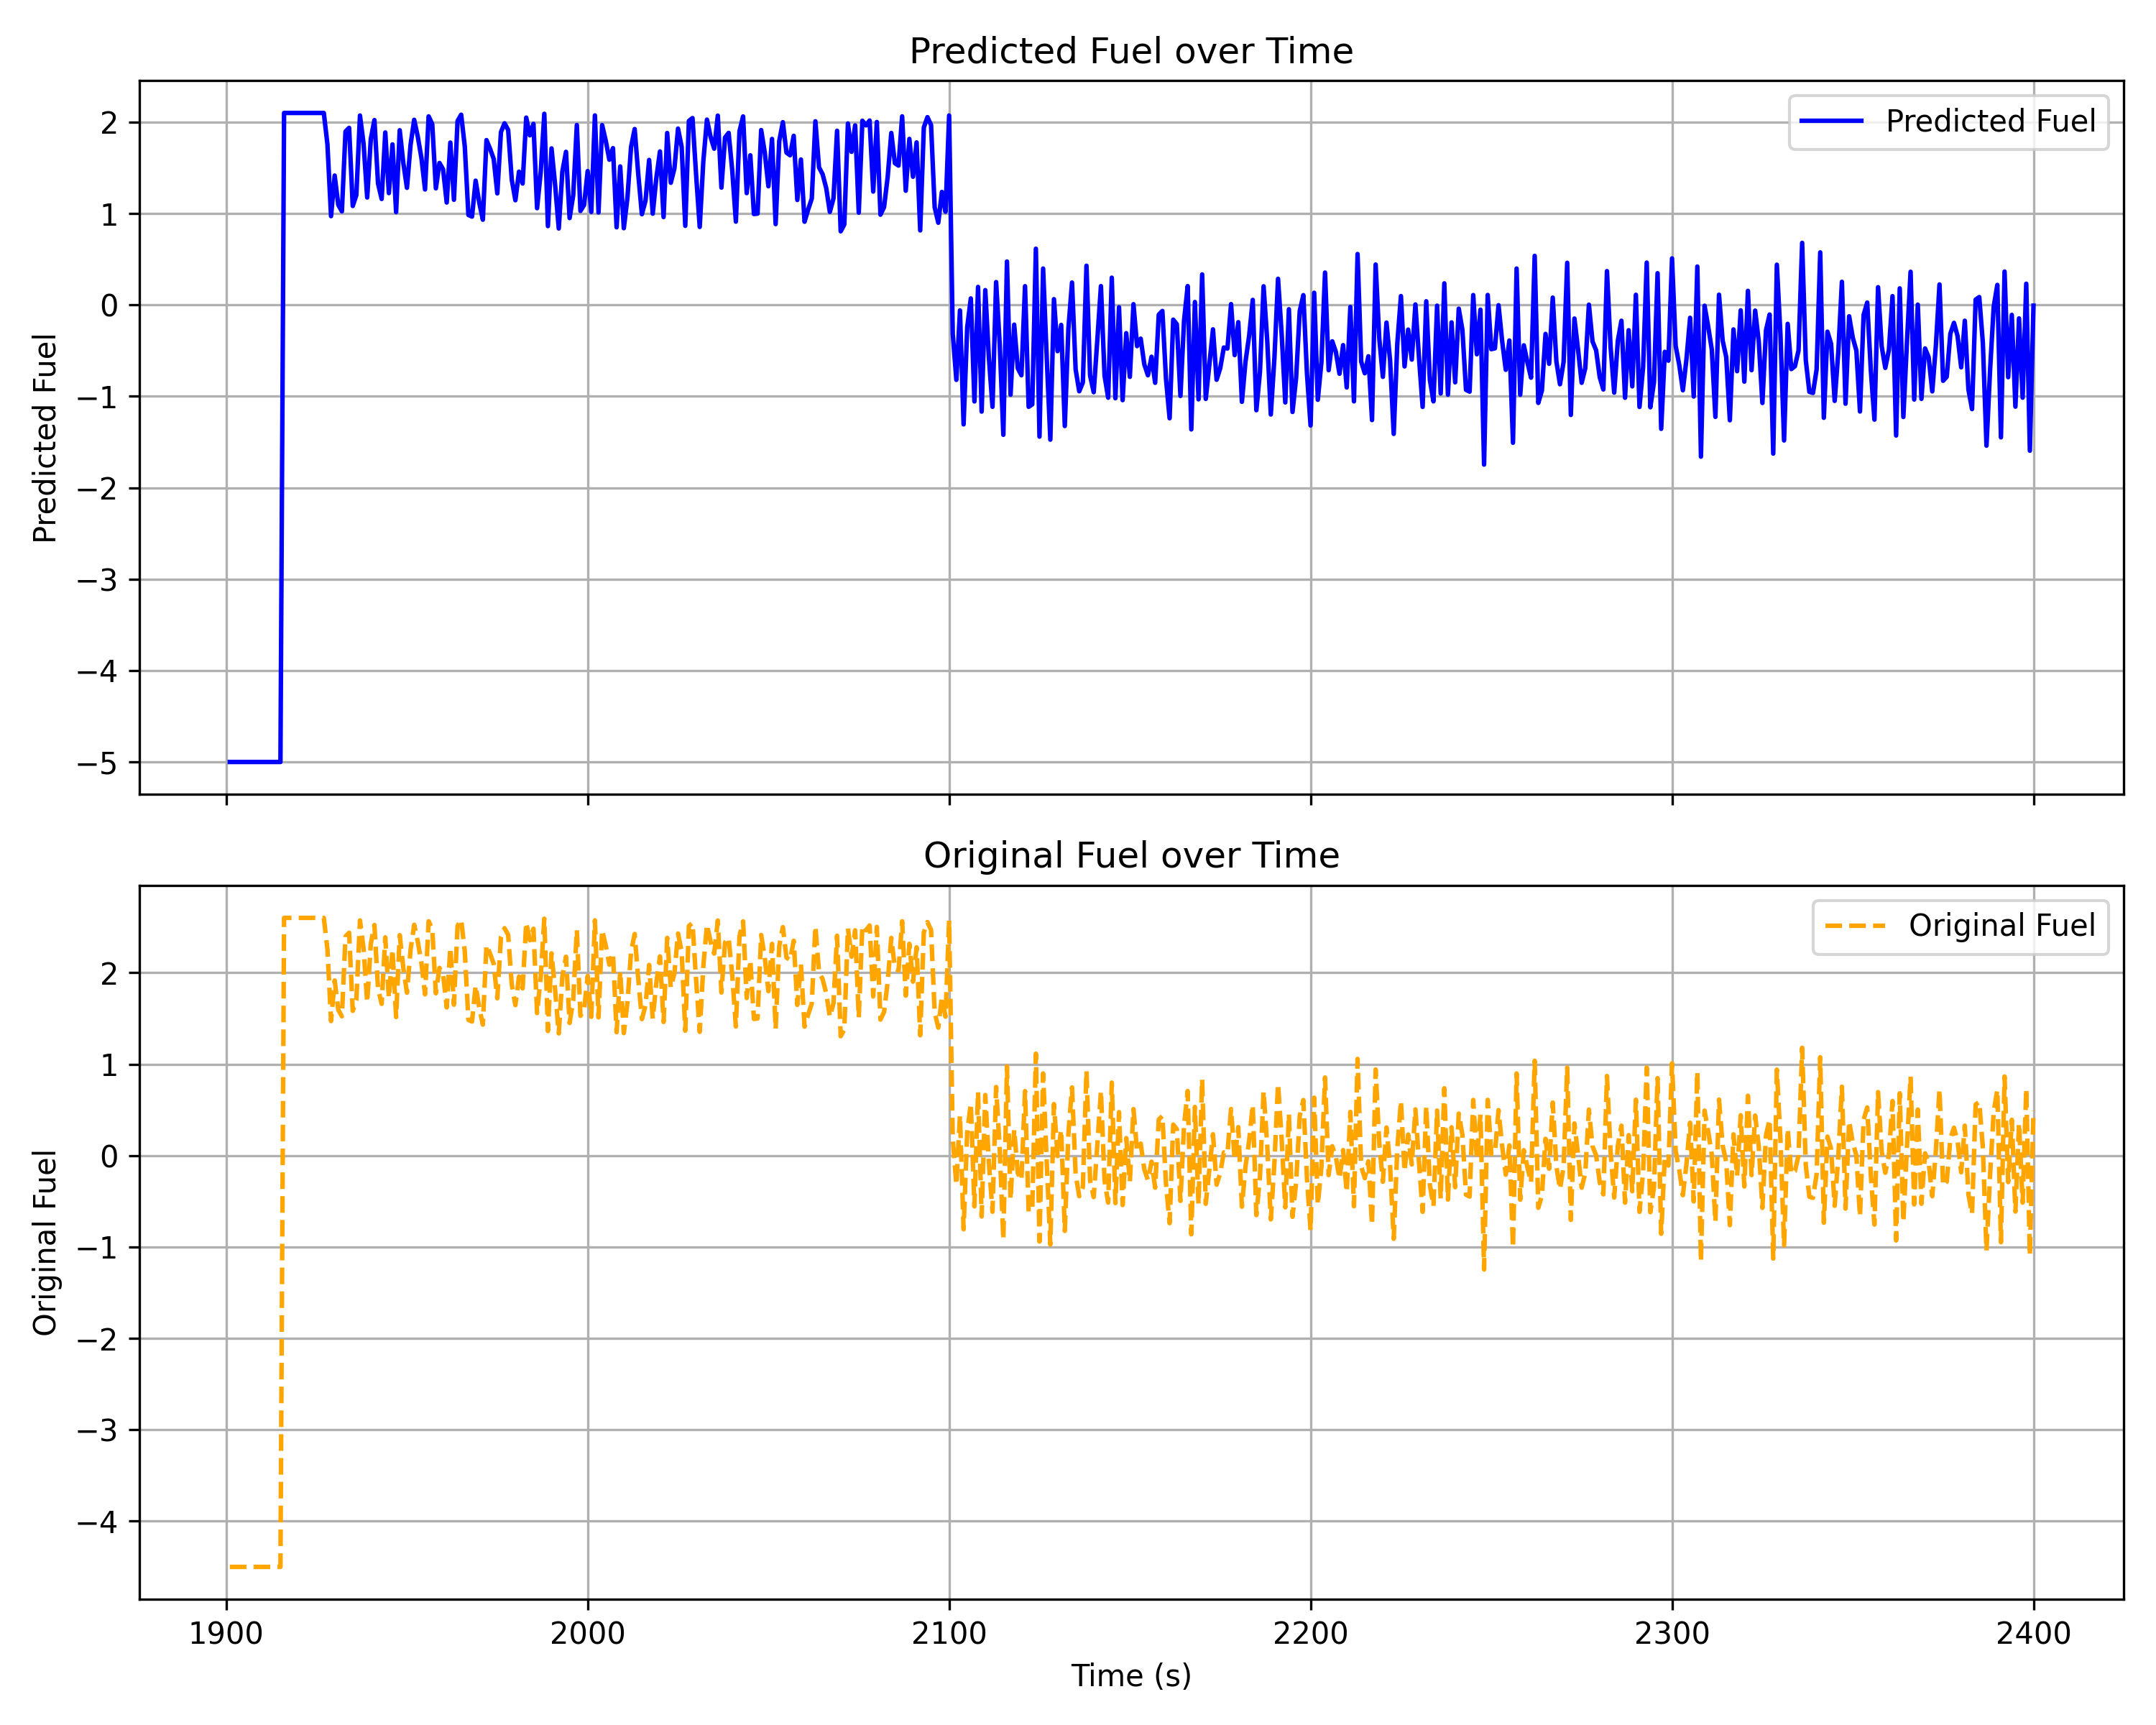 Predicted Fuel over Time
Predicted Fuel
2
1
0
−1
−2
−3
−4
−5
Predicted Fuel
Original Fuel over Time
Original Fuel
2
1
0
−1
−2
−3
−4
Original Fuel
1900 2000 2100 2200 2300 2400
Time (s)